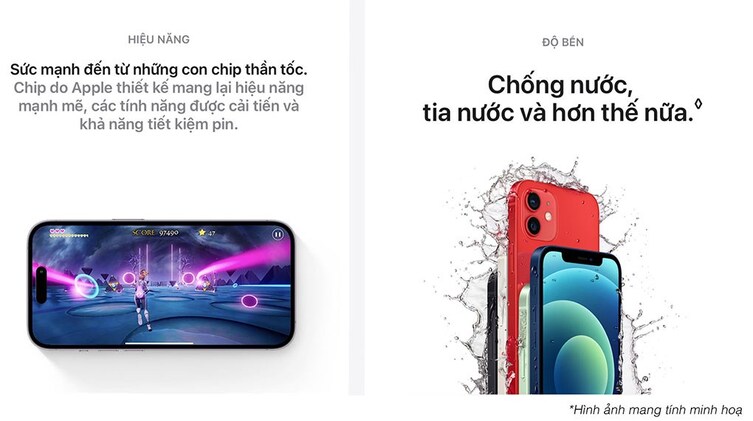 HIỆU NĂNG
Sức mạnh đến từ những con chip thần tốc.
Chip do Apple thiết kế mang lại hiệu năng
mạnh mẽ, các tính năng được cải tiến và
khả năng tiết kiệm pin.
SCORE: 97490
47
ĐỘ BỀN
Chống nước,
tia nước và hơn thế nữa.◊
*Hình ảnh mang tính minh hoạ